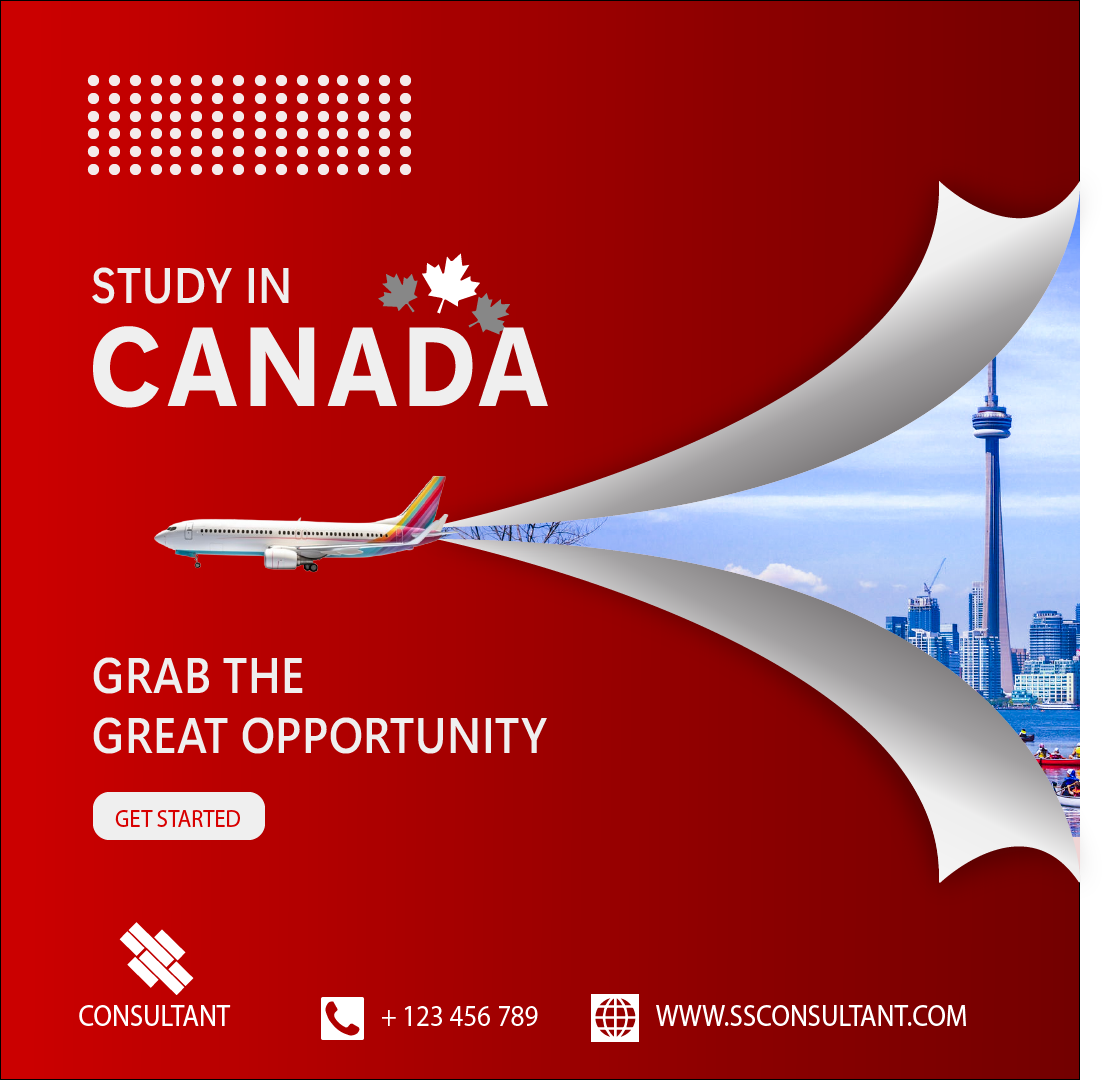 STUDY IN
CANADA
GRAB THE
GREAT OPPORTUNITY
GET STARTED
CONSULTANT
+ 123 456 789
WWW.SSCONSULTANT.COM